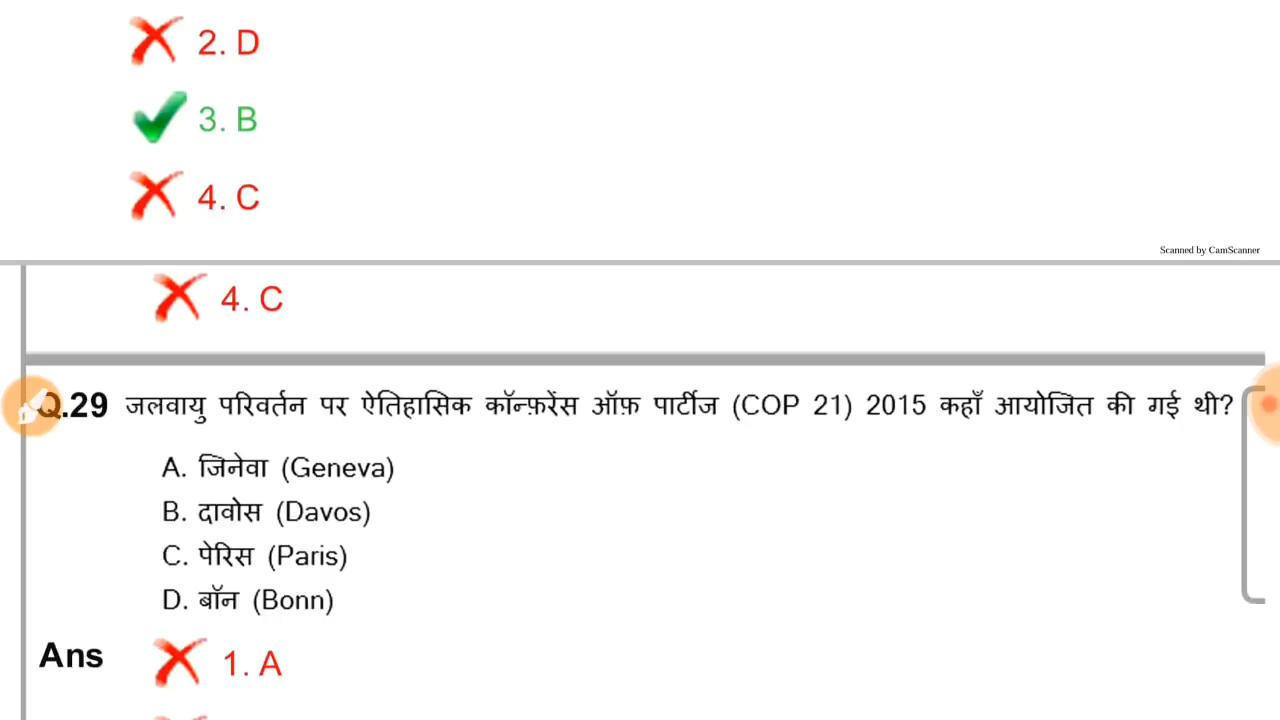 2. D
3. B
4. C
Scanned by CamScanner
4. C
Q.29 जलवायु परिवर्तन पर ऐतिहासिक कॉन्फ़रेंस ऑफ़ पार्टीज (COP 21) 2015 कहाँ आयोजित की गई थी?
A. जिनेवा (Geneva)
B. दावोस (Davos)
C. पेरिस (Paris)
D. बॉन (Bonn)
Ans 1. A